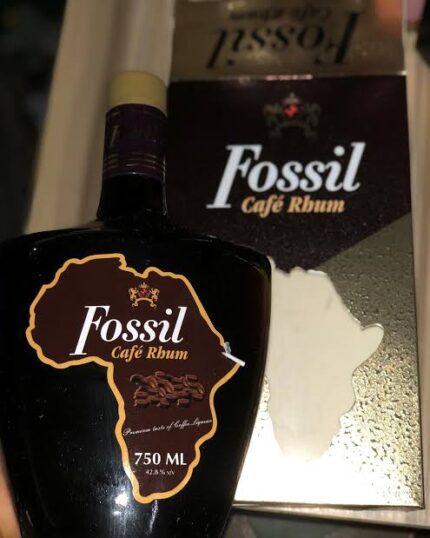 Fossil
Café Rhum
Fossil
Café Rhum
Fossil
Café Rhum
Premium taste of Coffee Liqueur
750 ML
42.8 % v/v